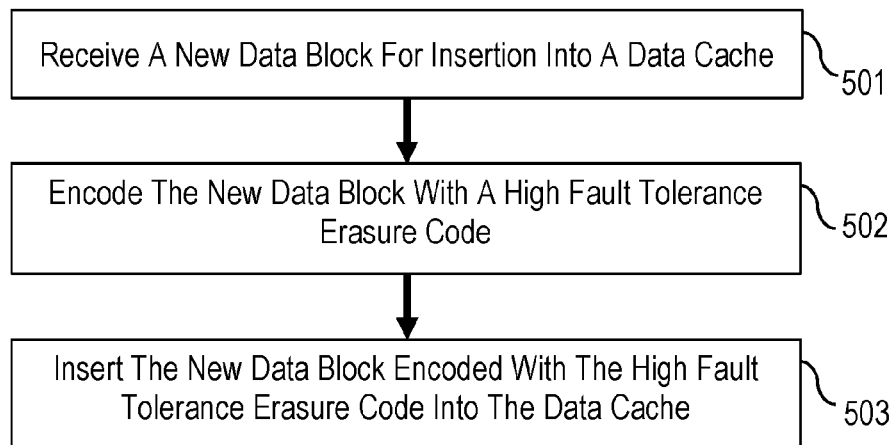 Receive A New Data Block For Insertion Into A Data Cache
501
Encode The New Data Block With A High Fault Tolerance
Erasure Code
502
Insert The New Data Block Encoded With The High Fault
Tolerance Erasure Code Into The Data Cache
503